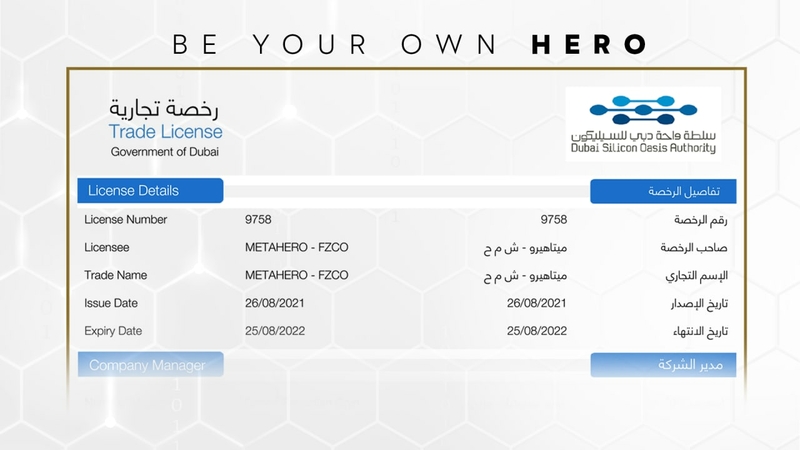 BE YOUR OWN HERO
رخصة تجارية
Trade License
Government of Dubai
سلطة واحة دبي للسيليكون
Dubai Silicon Oasis Authority
License Details تفاصيل الرخصة
License Number 9758 9758 رقم الرخصة
Licensee METAHERO - FZCO ميتاهيرو - ش م ح صاحب الرخصة
Trade Name METAHERO - FZCO ميتاهيرو - ش م ح الإسم التجاري
Issue Date 26/08/2021 26/08/2021 تاريخ الإصدار
Expiry Date 25/08/2022 25/08/2022 تاريخ الانتهاء
Company Manager مدير الشركة